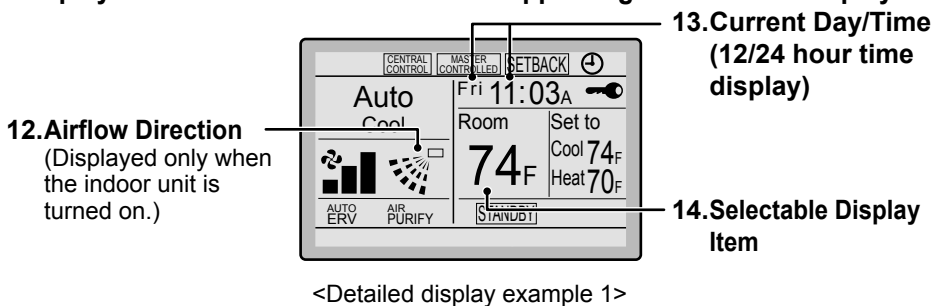 13.Current Day/Time
(12/24 hour time
display)
CENTRAL CONTROL MASTER CONTROLLED SETBACK
Fri 11:03A
Auto
Cool
12.Airflow Direction
(Displayed only when
the indoor unit is
turned on.)
Room
74F
Set to
Cool 74F
Heat 70F
AUTO ERV AIR PURIFY STANDBY
14.Selectable Display
Item
<Detailed display example 1>